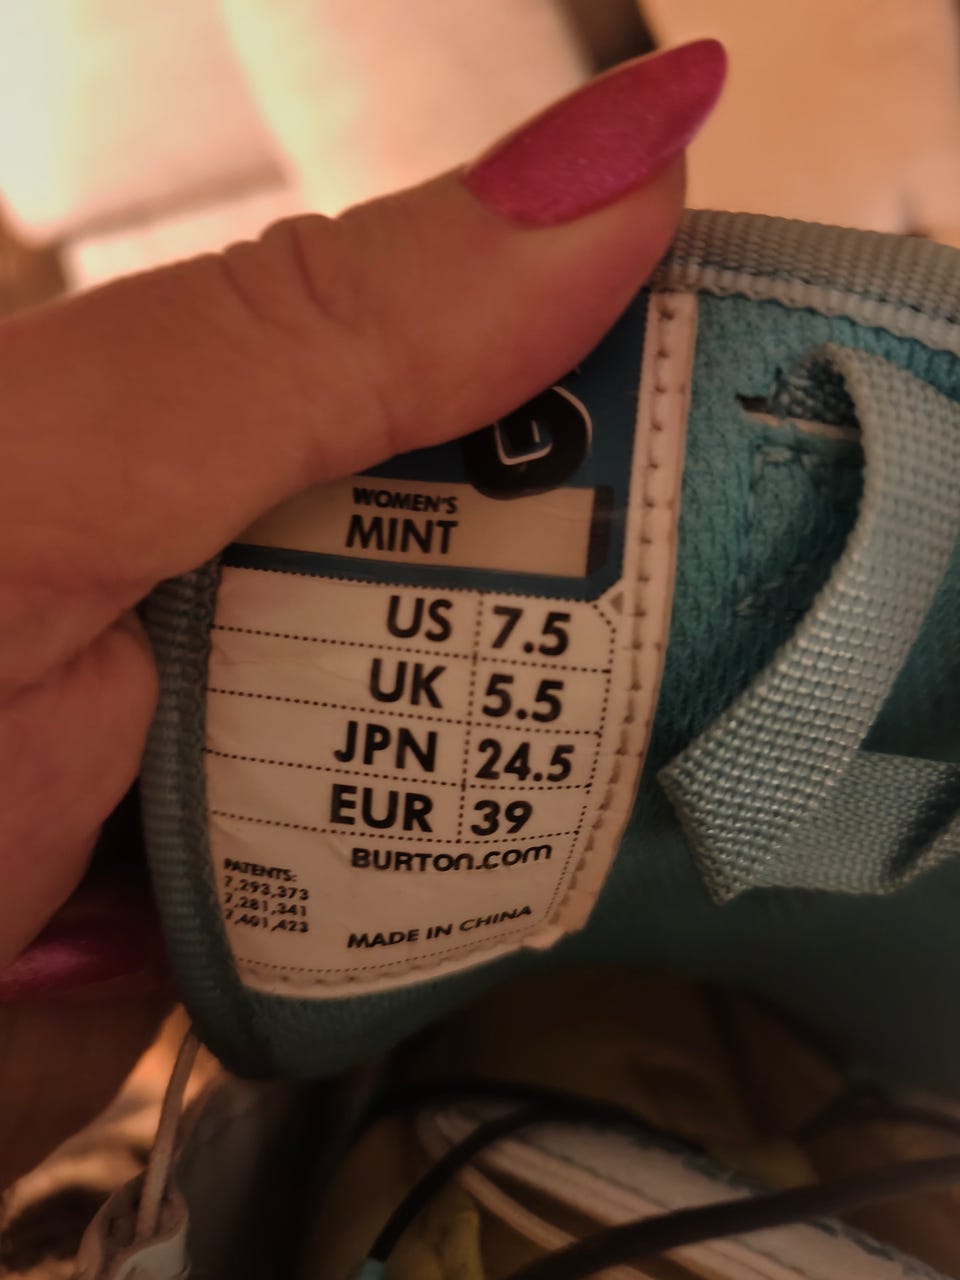 WOMEN'S
MINT
US 7.5
UK 5.5
JPN 24.5
EUR 39
BURTON.COM
PATENTS:
7,293,373
7,281,341
7,401,423
MADE IN CHINA